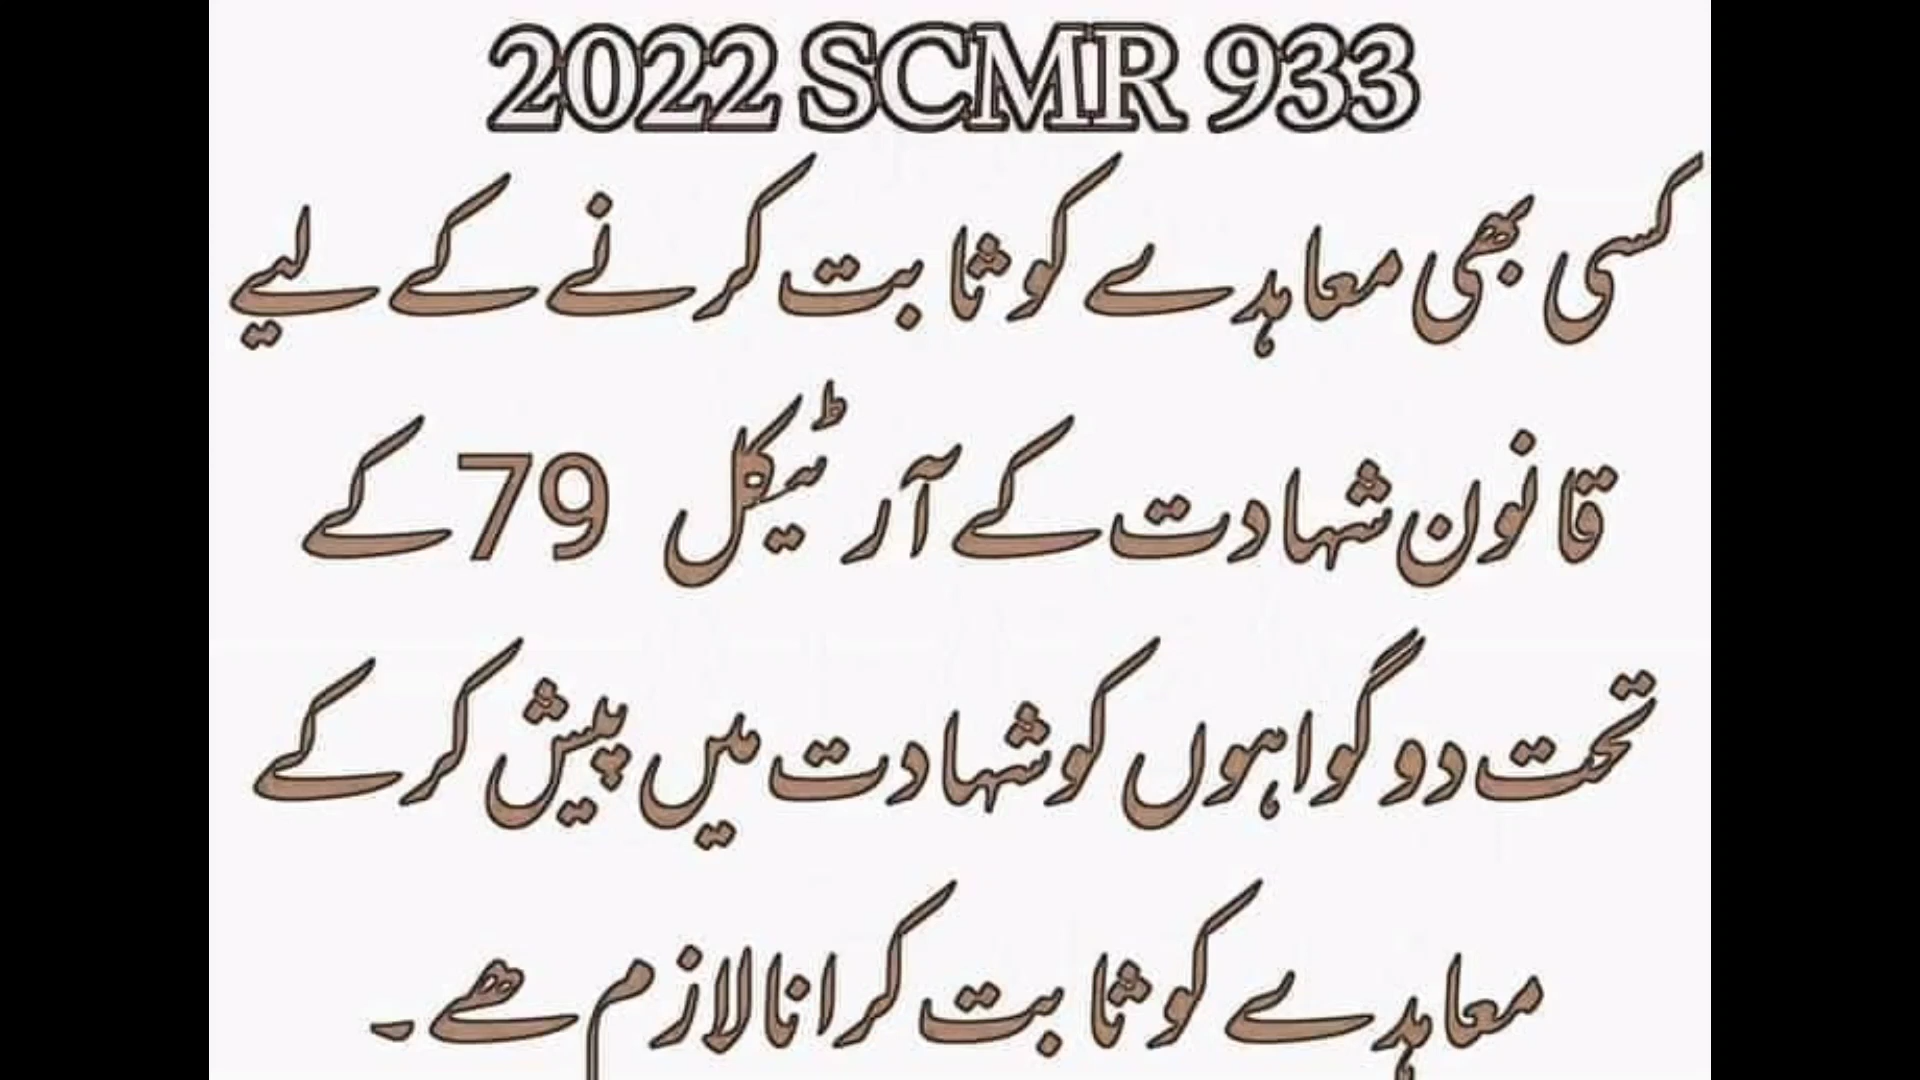 2022 SCMR 933
کسی بھی معاہدے کو ثابت کرنے کے لیے
قانون شہادت کے آرٹیکل 79 کے
تحت دو گواہوں کو شہادت میں پیش کر کے
معاہدے کو ثابت کرانا لازم ھے۔